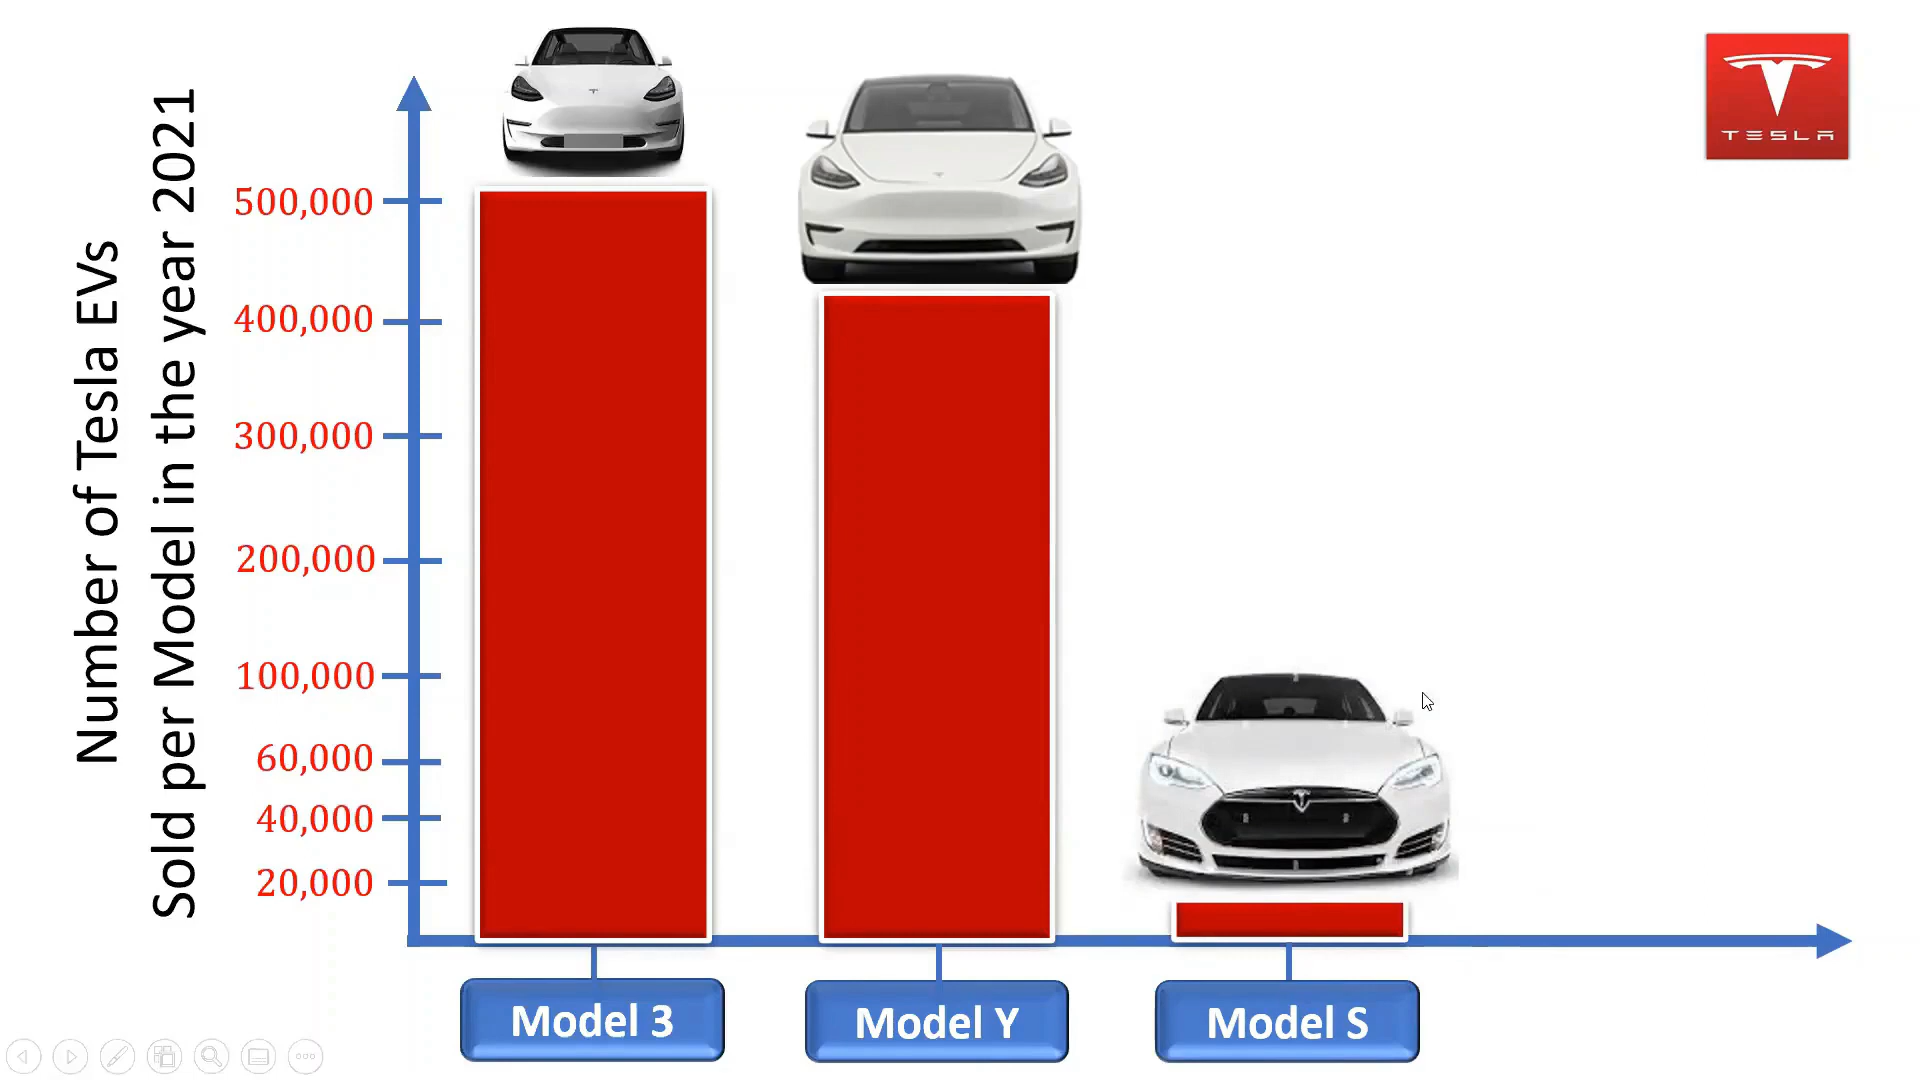 Number of Tesla EVs
Sold per Model in the year 2021
500,000
400,000
300,000
200,000
100,000
60,000
40,000
20,000
Model 3
Model Y
Model S
TESLA